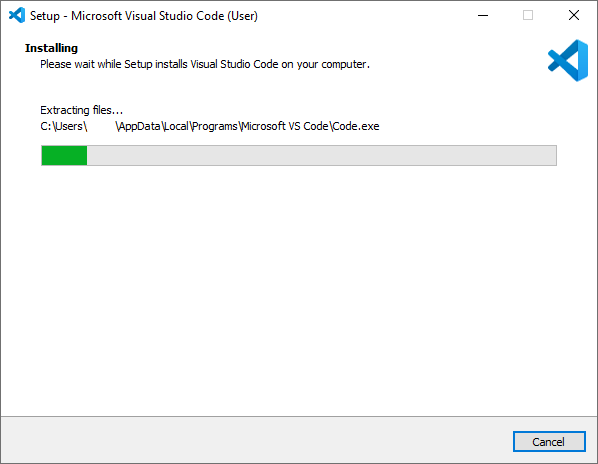 Setup - Microsoft Visual Studio Code (User)
Installing
Please wait while Setup installs Visual Studio Code on your computer.
Extracting files...
C:\Users\ \AppData\Local\Programs\Microsoft VS Code\Code.exe
Cancel